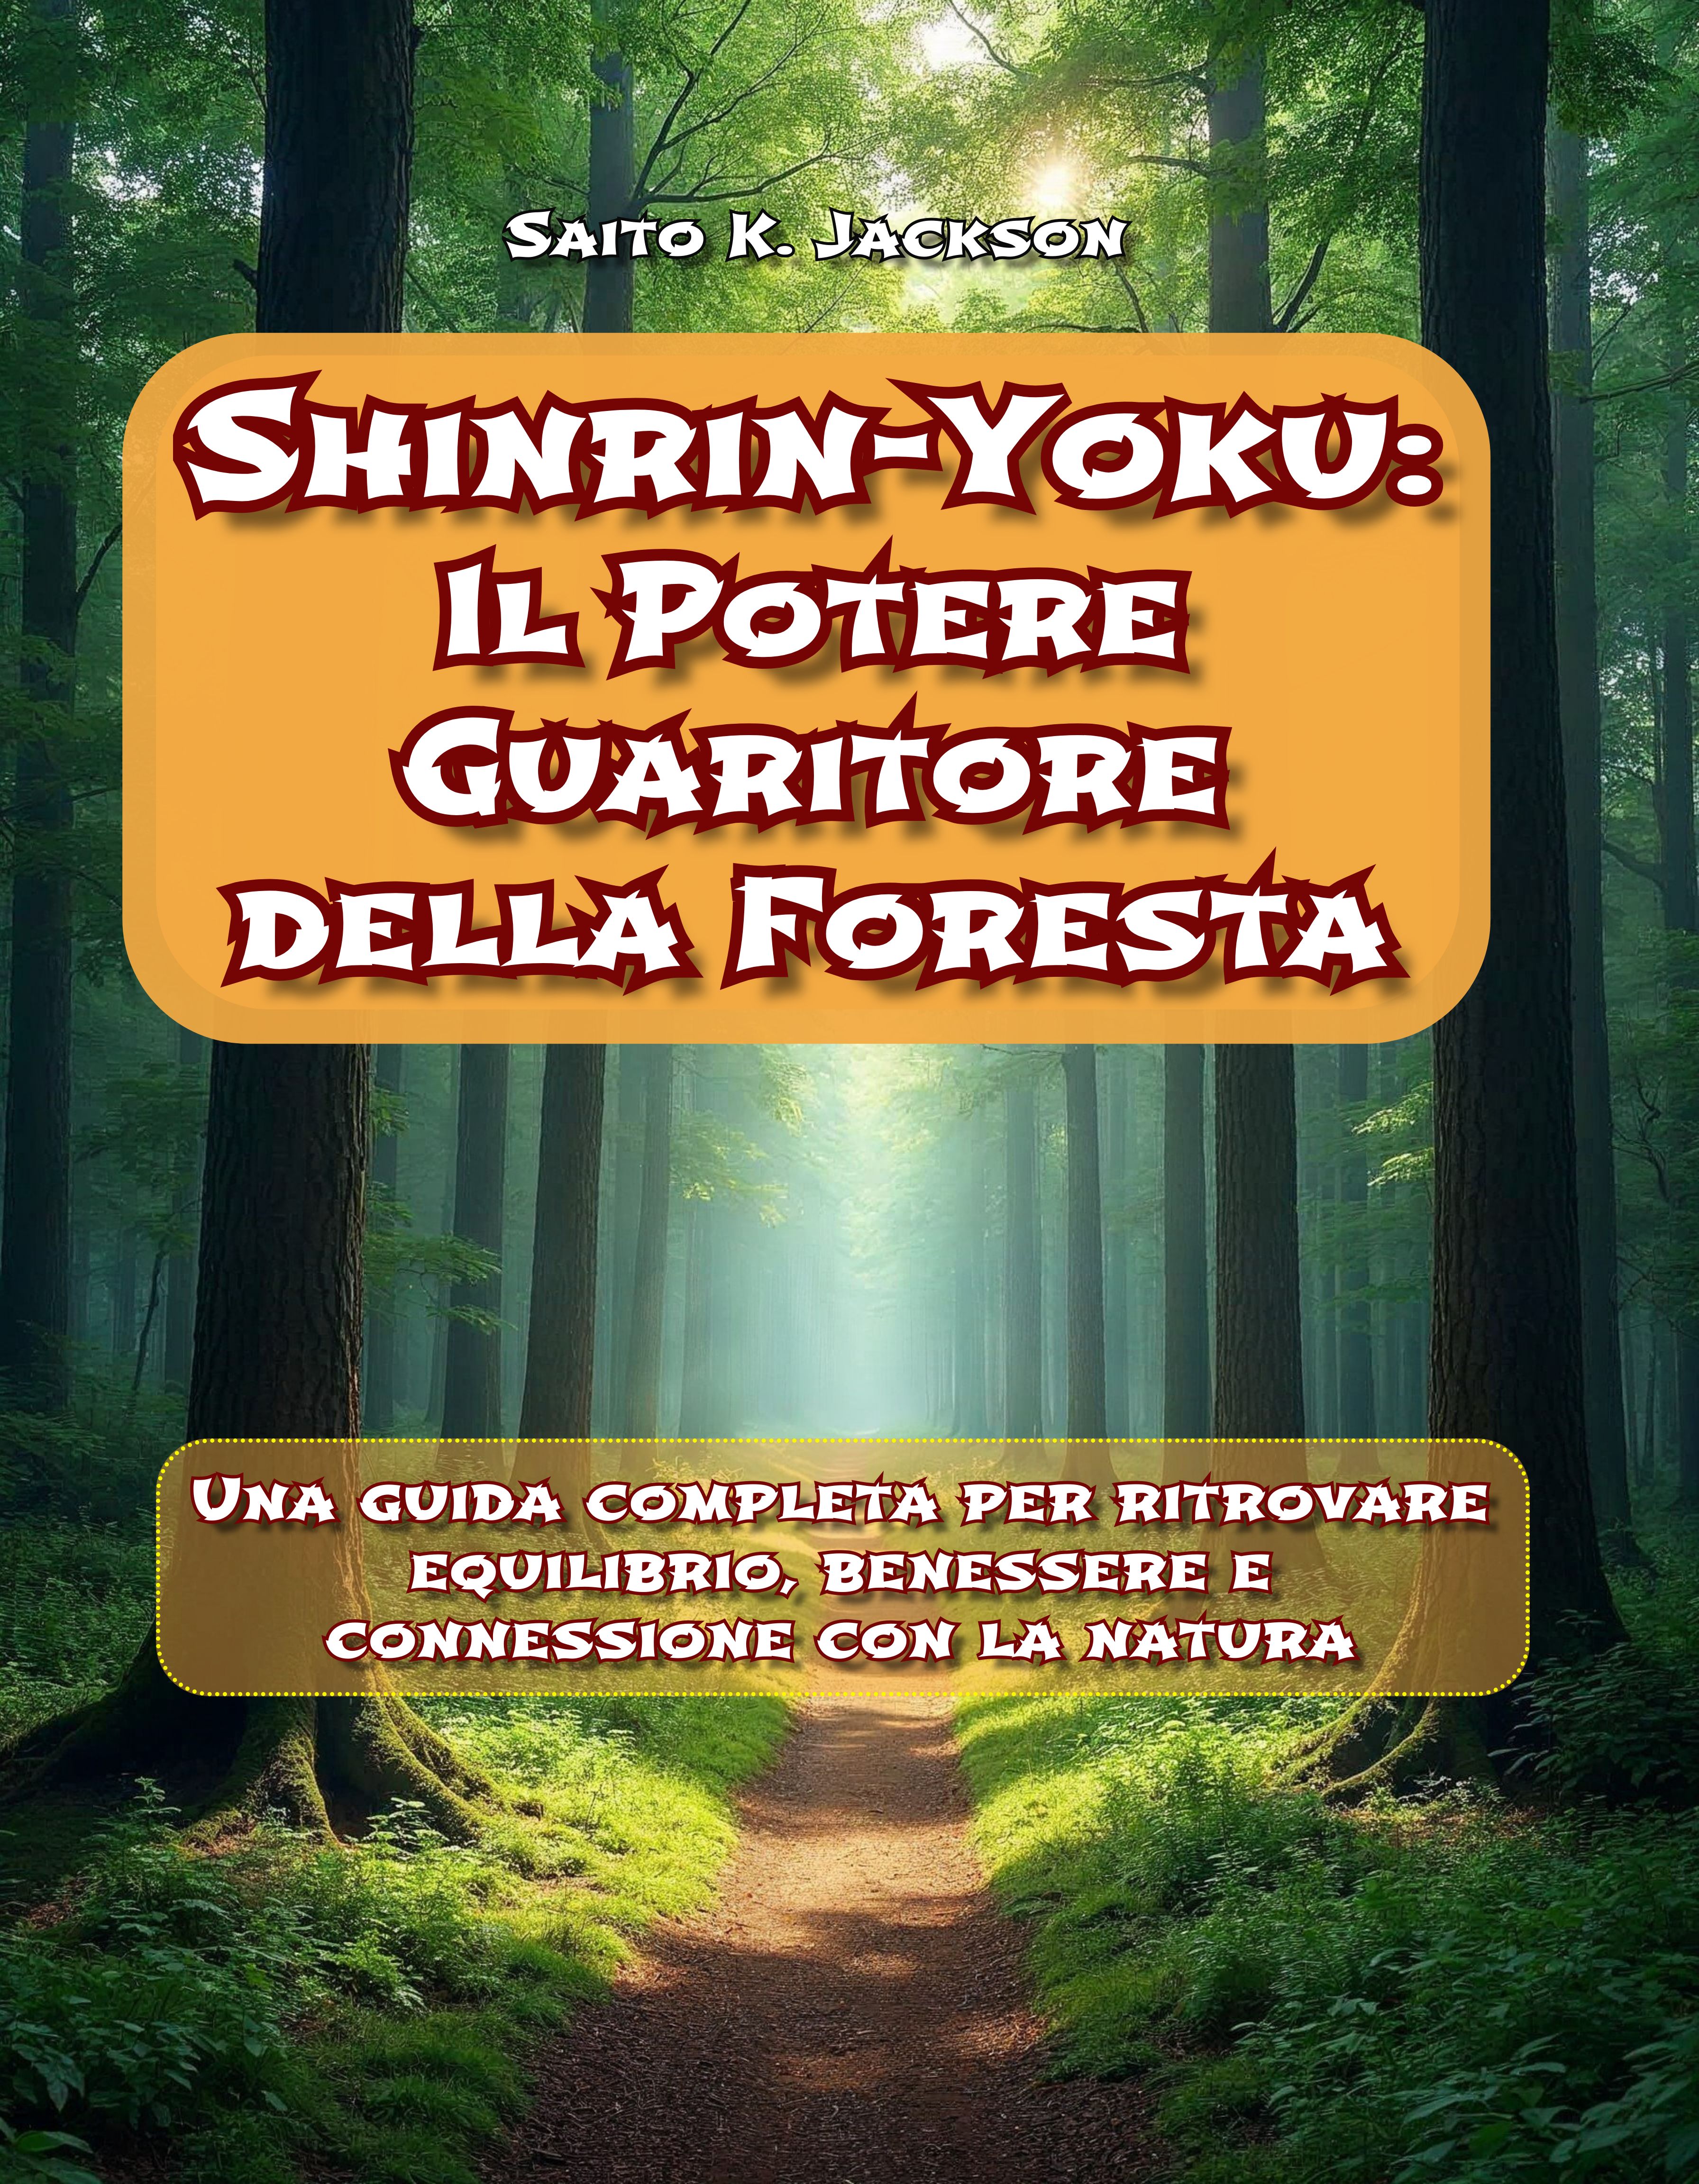 Saito K. Jackson
Shinrin-Yoku:
Il Potere
Guaritore
della Foresta
Una guida completa per ritrovare
equilibrio, benessere e
connessione con la natura